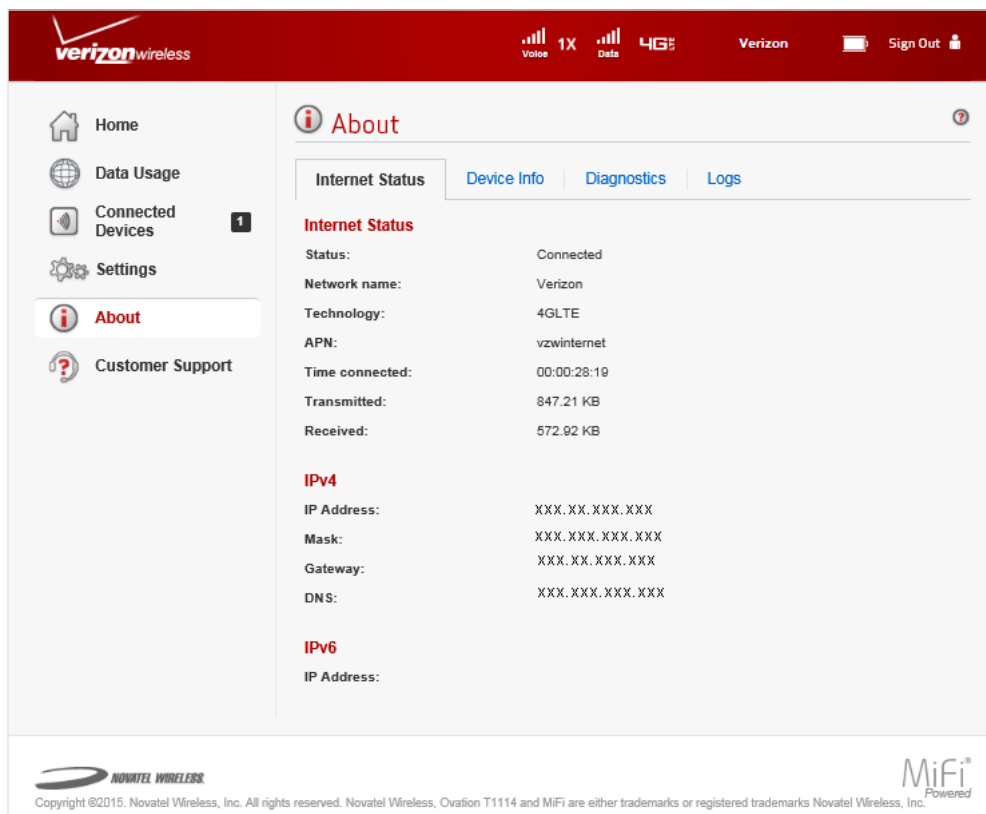 verizonwireless
Voice 1X Data 4GLTE Verizon Sign Out
Home
Data Usage
Connected Devices 1
Settings
About
Customer Support
About ?
Internet Status Device Info Diagnostics Logs
Internet Status
Status: Connected
Network name: Verizon
Technology: 4GLTE
APN: vzwinternet
Time connected: 00:00:28:19
Transmitted: 847.21 KB
Received: 572.92 KB
IPv4
IP Address: XXX.XX.XXX.XXX
Mask: XXX.XXX.XXX.XXX
Gateway: XXX.XX.XXX.XXX
DNS: XXX.XXX.XXX.XXX
IPv6
IP Address:
NOVATEL WIRELESS.
MiFi®
Powered
Copyright ©2015. Novatel Wireless, Inc. All rights reserved. Novatel Wireless, Ovation T1114 and MiFi are either trademarks or registered trademarks Novatel Wireless, Inc.